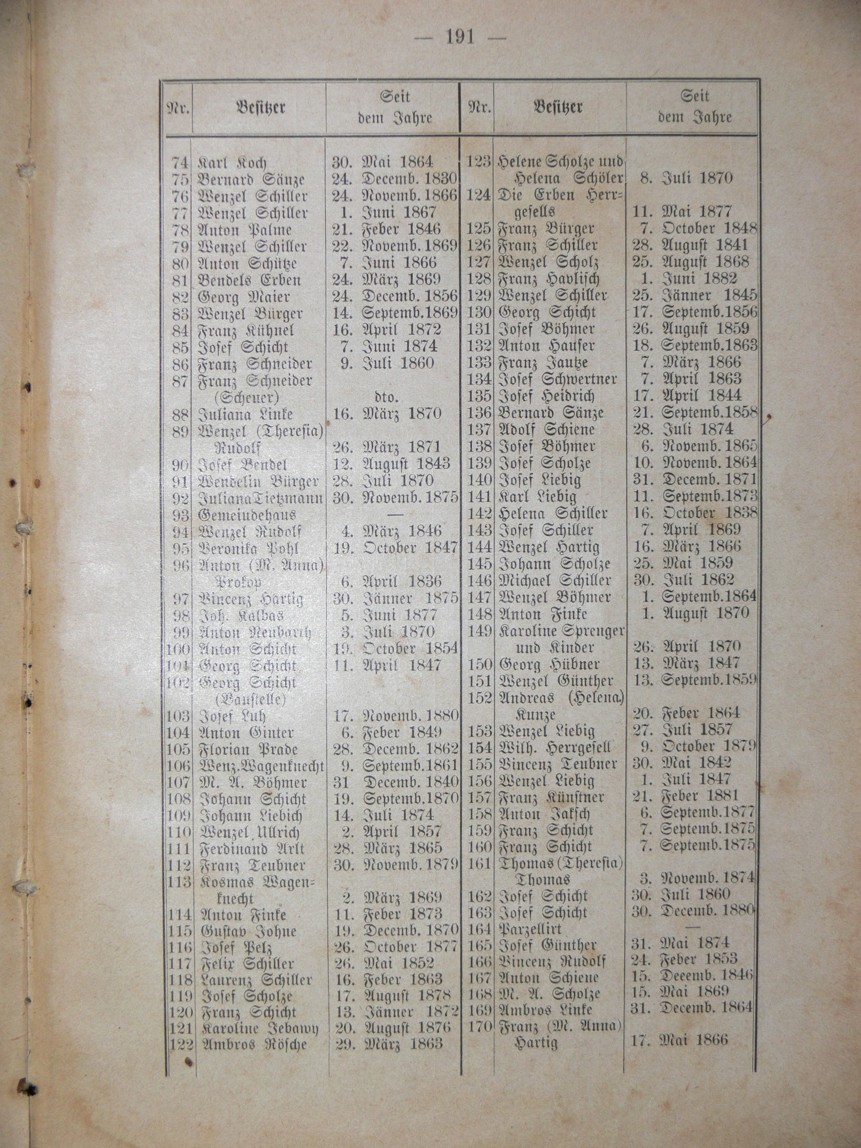 — 191 —
Nr. Besitzer Seit dem Jahre
74 Karl Koch 30. Mai 1864
75 Bernard Sänze 24. Decemb. 1830
76 Wenzel Schiller 24. Novemb. 1866
77 Wenzel Schiller 1. Juni 1867
78 Anton Palme 21. Feber 1846
79 Wenzel Schiller 22. Novemb. 1869
80 Anton Schütze 7. Juni 1866
81 Bendels Erben 24. März 1869
82 Georg Maier 24. Decemb. 1856
83 Wenzel Bürger 14. Septemb. 1869
84 Franz Kühnel 16. April 1872
85 Josef Schicht 7. Juni 1874
86 Franz Schneider 9. Juli 1860
87 Franz Schneider
(Scheuer) dto.
88 Juliana Linke 16. März 1870
89 Wenzel (Theresia)
Rudolf 26. März 1871
90 Josef Bendel 12. August 1843
91 Wendelin Bürger 28. Juli 1870
92 Juliana Tietzmann 30. Novemb. 1875
93 Gemeindehaus —
94 Wenzel Rudolf 4. März 1846
95 Veronika Pohl 19. October 1847
96 Anton (M. Anna)
Prokop 6. April 1836
97 Vincenz Hartig 30. Jänner 1875
98 Joh. Kalbas 5. Juni 1877
99 Anton Neubarth 3. Juli 1870
100 Anton Schicht 19. October 1854
101 Georg Schicht 11. April 1847
102 Georg Schicht
(Baustelle)
103 Josef Lutz 17. Novemb. 1880
104 Anton Ginter 6. Feber 1849
105 Florian Prade 28. Decemb. 1862
106 Wenz. Wagenknecht 9. Septemb. 1861
107 M. A. Böhmer 31 Decemb. 1840
108 Johann Schicht 19. Septemb. 1870
109 Johann Liebich 14. Juli 1874
110 Wenzel Ullrich 2. April 1857
111 Ferdinand Arlt 28. März 1865
112 Franz Teubner 30. Novemb. 1879
113 Kosmas Wagen=
knecht 2. März 1869
114 Anton Finke 11. Feber 1873
115 Gustav Johne 19. Decemb. 1870
116 Josef Pelz 26. October 1877
117 Felix Schiller 26. Mai 1852
118 Laurenz Schiller 16. Feber 1863
119 Josef Scholze 17. August 1878
120 Franz Schicht 13. Jänner 1872
121 Karoline Jebawy 20. August 1876
122 Ambros Rösche 29. März 1863
Nr. Besitzer Seit dem Jahre
123 Helene Scholze und
Helena Schöler 8. Juli 1870
124 Die Erben Herr=
gesells 11. Mai 1877
125 Franz Bürger 7. October 1848
126 Franz Schiller 28. August 1841
127 Wenzel Scholz 25. August 1868
128 Franz Havlisch 1. Juni 1882
129 Wenzel Schiller 25. Jänner 1845
130 Georg Schicht 17. Septemb. 1856
131 Josef Böhmer 26. August 1859
132 Anton Hauser 18. Septemb. 1863
133 Franz Jautze 7. März 1866
134 Josef Schwertner 7. April 1863
135 Josef Heidrich 17. April 1844
136 Bernard Sänze 21. Septemb. 1858
137 Adolf Schiene 28. Juli 1874
138 Josef Böhmer 6. Novemb. 1865
139 Josef Scholze 10. Novemb. 1864
140 Josef Liebig 31. Decemb. 1871
141 Karl Liebig 11. Septemb. 1873
142 Helena Schiller 16. October 1838
143 Josef Schiller 7. April 1869
144 Wenzel Hartig 16. März 1866
145 Johann Scholze 25. Mai 1859
146 Michael Schiller 30. Juli 1862
147 Wenzel Böhmer 1. Septemb. 1864
148 Anton Finke 1. August 1870
149 Karoline Sprenger
und Kinder 26. April 1870
150 Georg Hübner 13. März 1847
151 Wenzel Günther 13. Septemb. 1859
152 Andreas (Helena)
Kunze 20. Feber 1864
153 Wenzel Liebig 27. Juli 1857
154 Wilh. Herrgesell 9. October 1879
155 Vincenz Teubner 30. Mai 1842
156 Wenzel Liebig 1. Juli 1847
157 Franz Künstner 21. Feber 1881
158 Anton Jaksch 6. Septemb. 1877
159 Franz Schicht 7. Septemb. 1875
160 Franz Schicht 7. Septemb. 1875
161 Thomas (Theresia)
Thomas 3. Novemb. 1874
162 Josef Schicht 30. Juli 1860
163 Josef Schicht 30. Decemb. 1880
164 Parzellirt —
165 Josef Günther 31. Mai 1874
166 Vincenz Rudolf 24. Feber 1853
167 Anton Schiene 15. Decemb. 1846
168 M. A. Scholze 15. Mai 1869
169 Ambros Linke 31. Decemb. 1864
170 Franz (M. Anna)
Hartig 17. Mai 1866